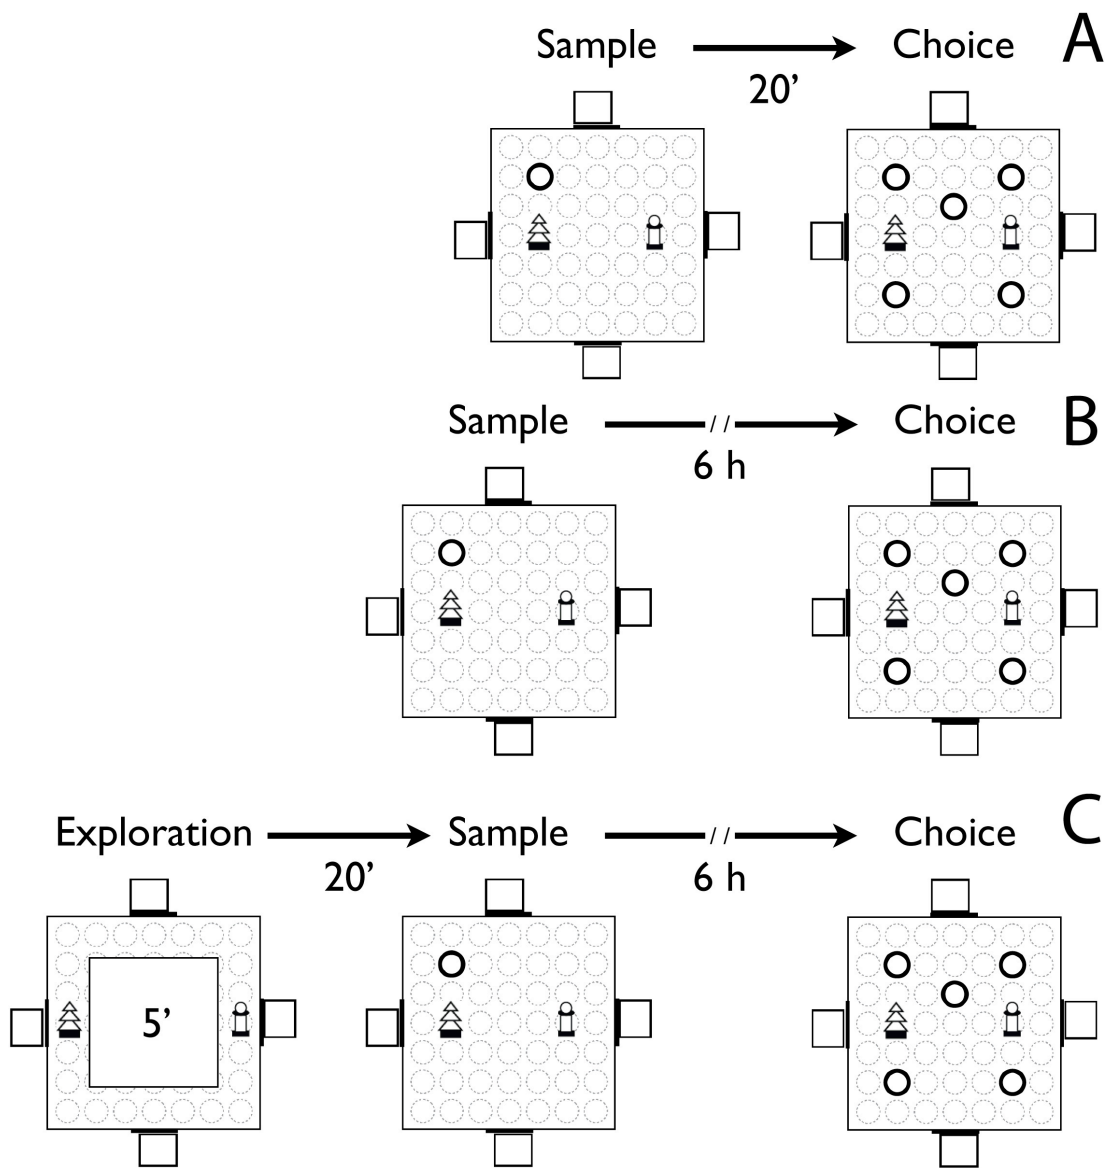 Sample Choice A
20’
Sample // Choice B
6 h
Exploration Sample // Choice C
20’ 6 h
5’